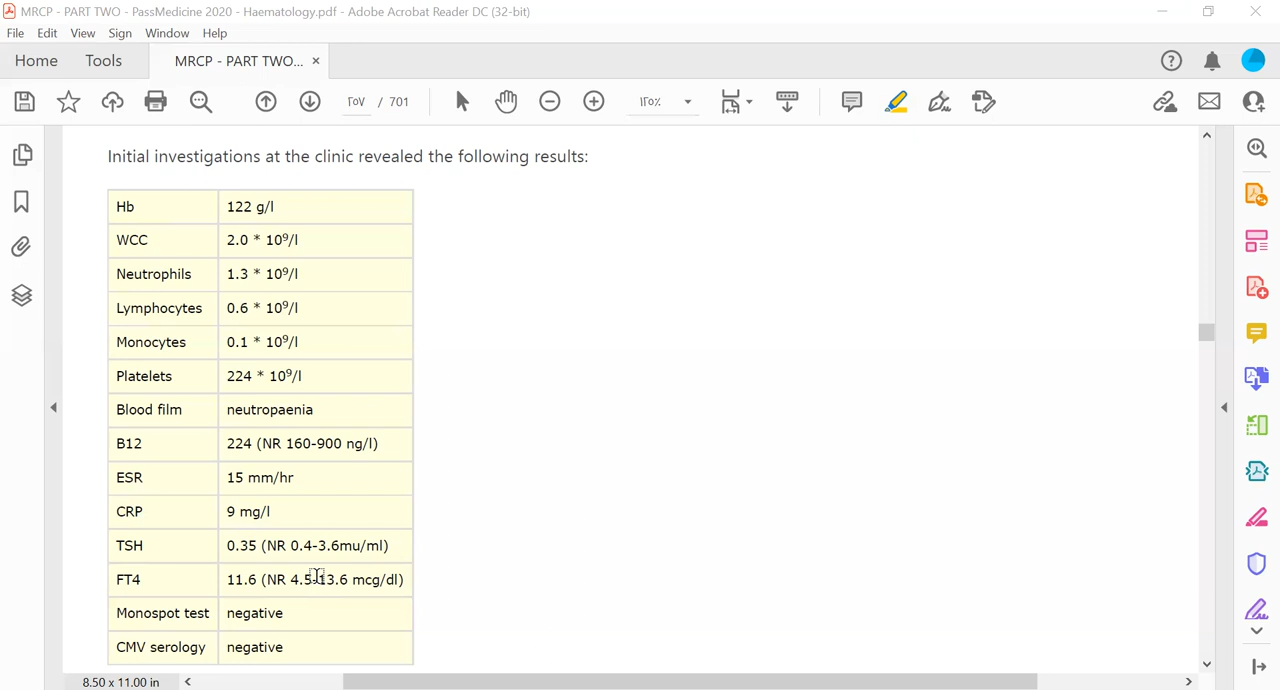 MRCP - PART TWO - PassMedicine 2020 - Haematology.pdf - Adobe Acrobat Reader DC (32-bit)
File Edit View Sign Window Help
Home Tools MRCP - PART TWO... ×
٢٥٧ / 701 ١٢٠%
Initial investigations at the clinic revealed the following results:
Hb 122 g/l
WCC 2.0 * 10⁹/l
Neutrophils 1.3 * 10⁹/l
Lymphocytes 0.6 * 10⁹/l
Monocytes 0.1 * 10⁹/l
Platelets 224 * 10⁹/l
Blood film neutropaenia
B12 224 (NR 160-900 ng/l)
ESR 15 mm/hr
CRP 9 mg/l
TSH 0.35 (NR 0.4-3.6mu/ml)
FT4 11.6 (NR 4.5-13.6 mcg/dl)
Monospot test negative
CMV serology negative
8.50 x 11.00 in